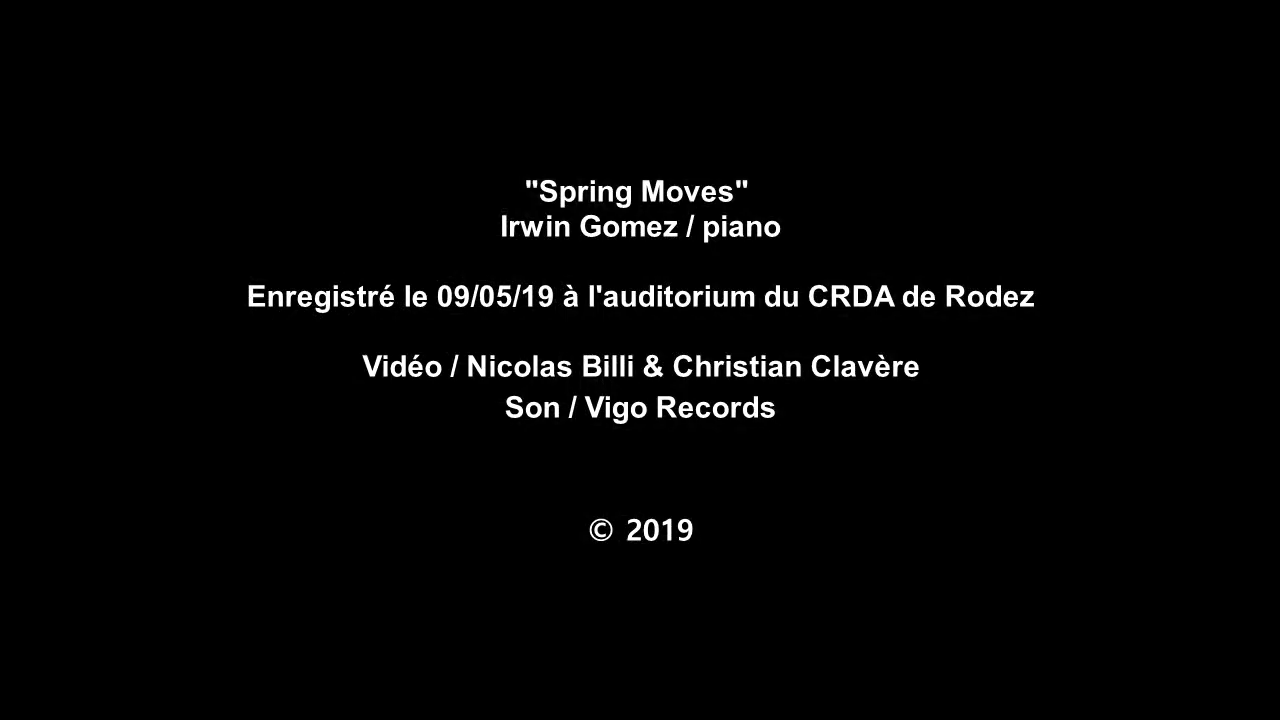 "Spring Moves"
Irwin Gomez / piano
Enregistré le 09/05/19 à l'auditorium du CRDA de Rodez
Vidéo / Nicolas Billi & Christian Clavère
Son / Vigo Records
© 2019